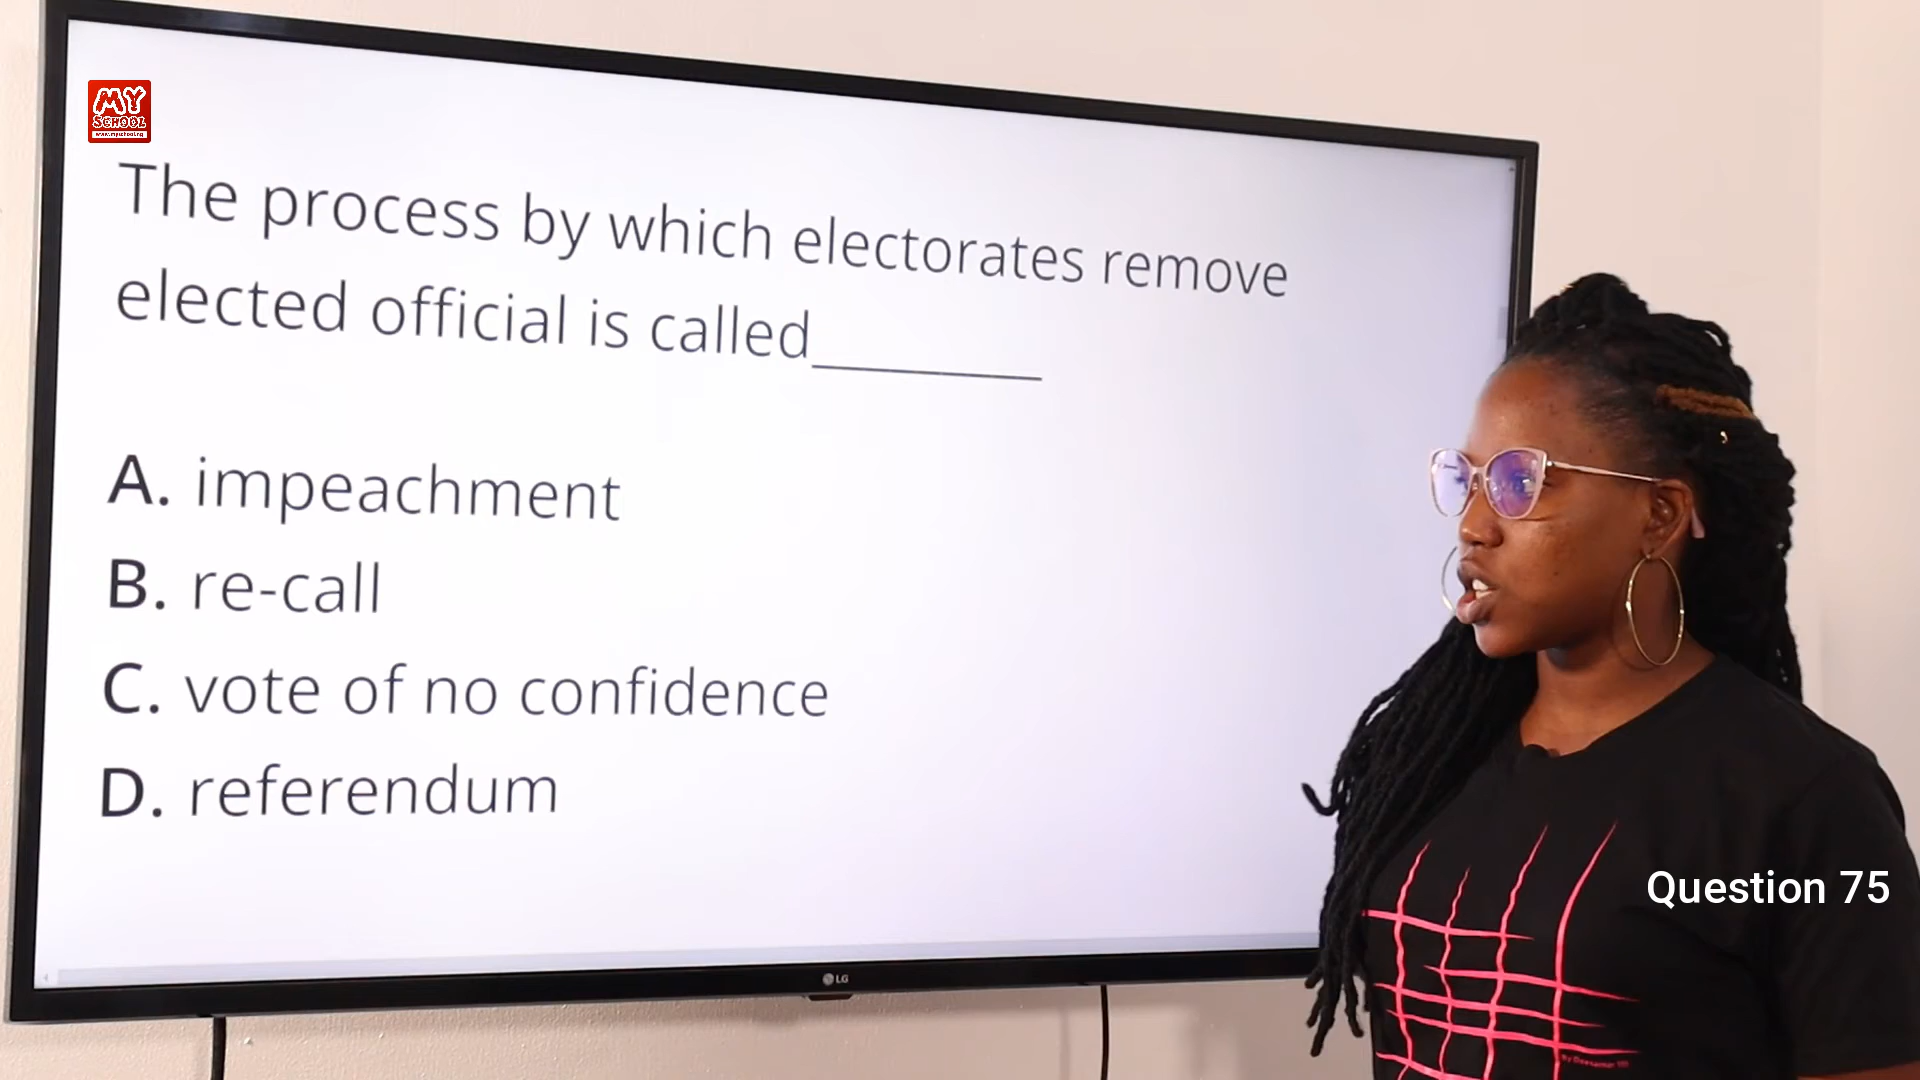 MY
SCHOOL
www.myschool.ng
The process by which electorates remove
elected official is called________
A. impeachment
B. re-call
C. vote of no confidence
D. referendum
LG
Question 75